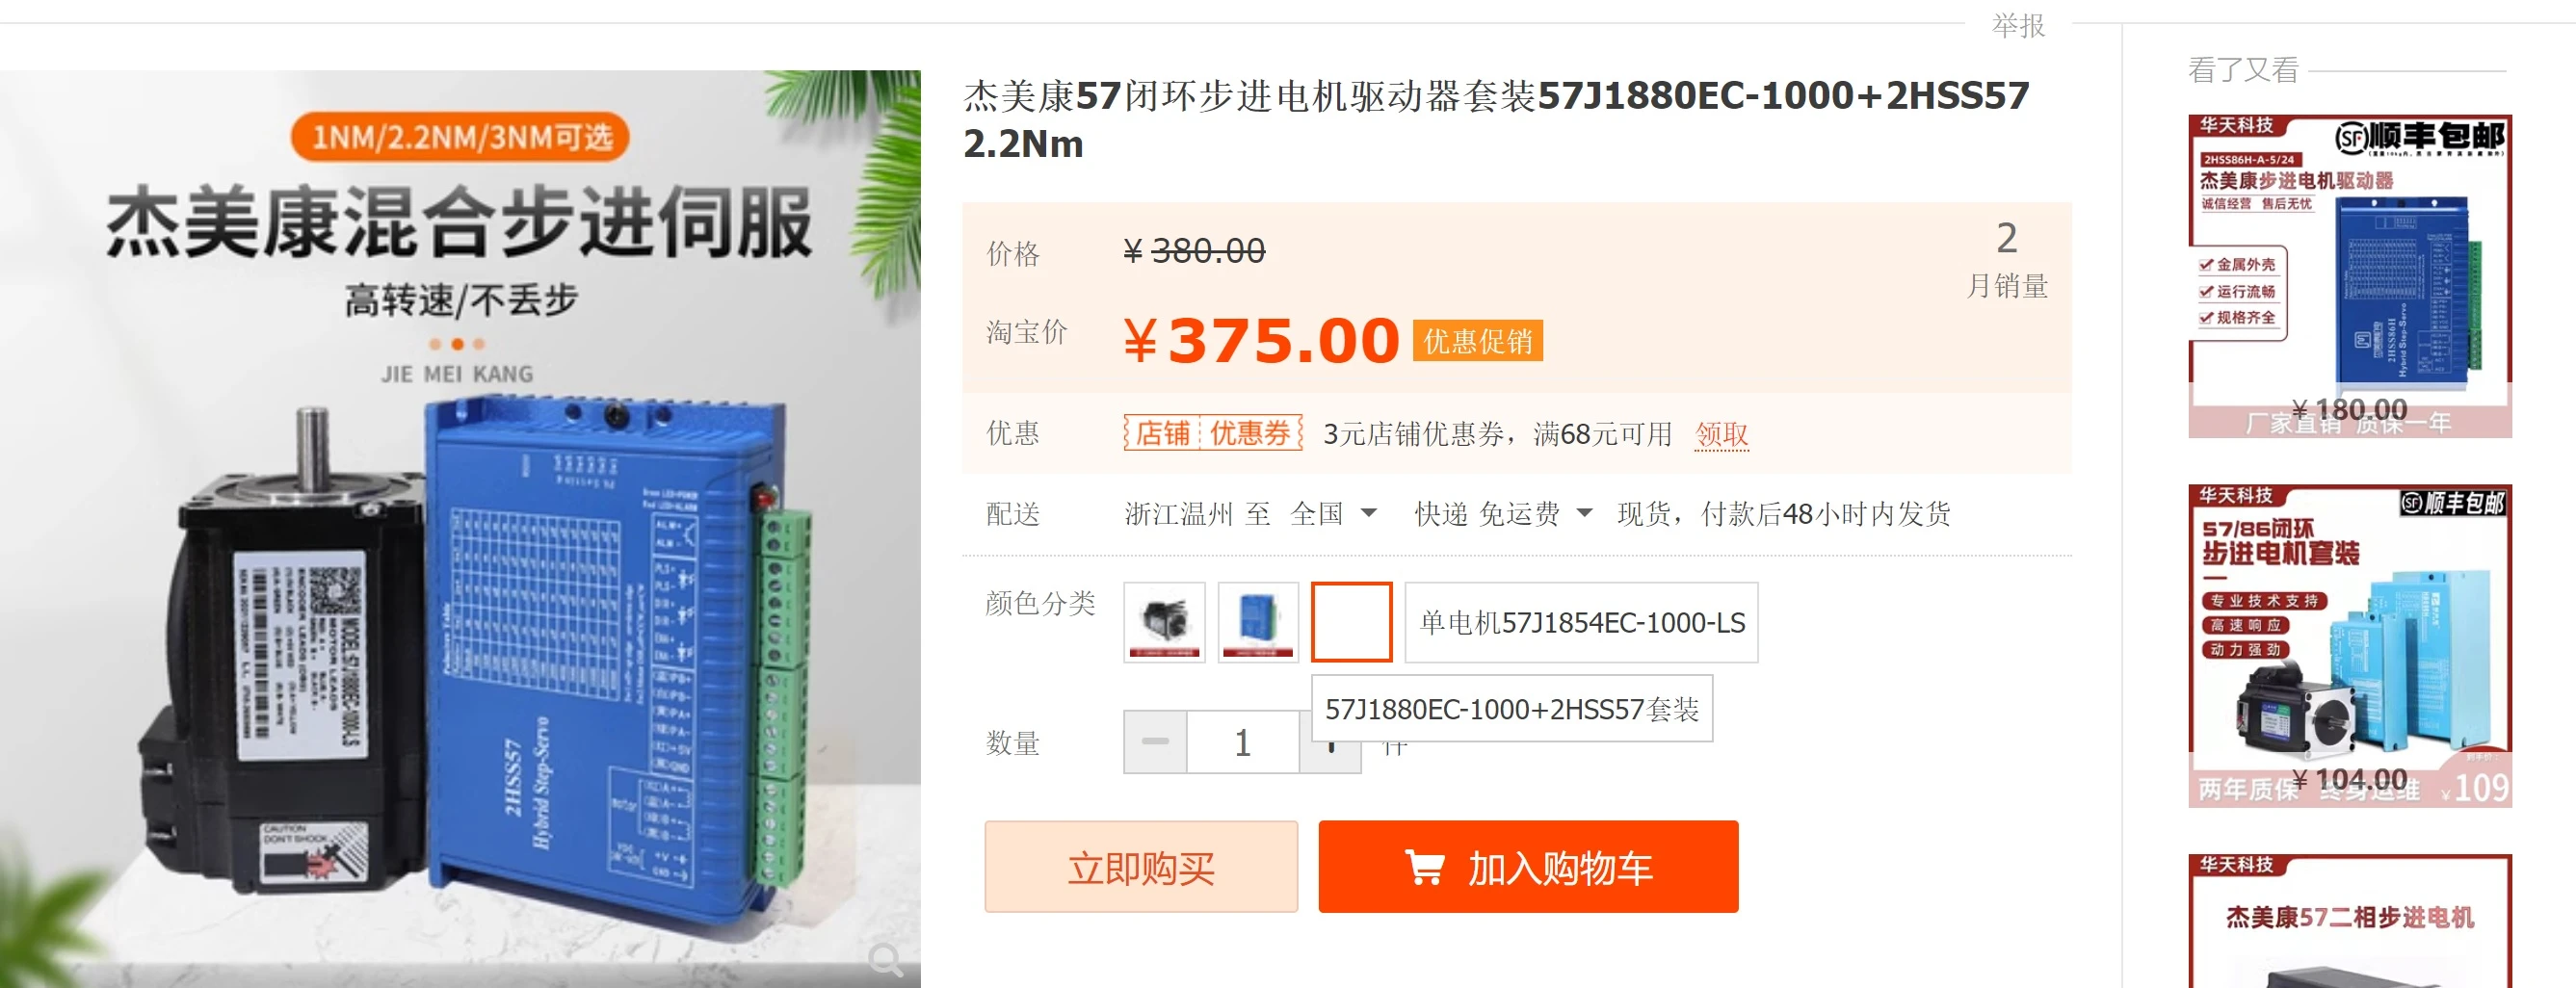 举报
1NM/2.2NM/3NM可选
杰美康混合步进伺服
高转速/不丢步
JIE MEI KANG
2HSS57
Hybrid Step-Servo
CAUTION
DON'T SHOCK
杰美康57闭环步进电机驱动器套装57J1880EC-1000+2HSS57
2.2Nm
价格 ¥ 380.00
2
月销量
淘宝价 ¥ 375.00 优惠促销
优惠 店铺 优惠券 3元店铺优惠券，满68元可用 领取
配送 浙江温州 至 全国 快递 免运费 现货，付款后48小时内发货
颜色分类 单电机57J1854EC-1000-LS
57J1880EC-1000+2HSS57套装
数量 1 件
立即购买 加入购物车
看了又看
华天科技
SF 顺丰包邮
2HSS86H-A-5/24
杰美康步进电机驱动器
诚信经营 售后无忧
金属外壳
运行流畅
规格齐全
2HSS86H
Hybrid Step-Servo
¥ 180.00
厂家直销 质保一年
华天科技
SF 顺丰包邮
57/86闭环
步进电机套装
专业技术支持
高速响应
动力强劲
¥ 104.00
两年质保 终身运维 ¥109
华天科技
杰美康57二相步进电机